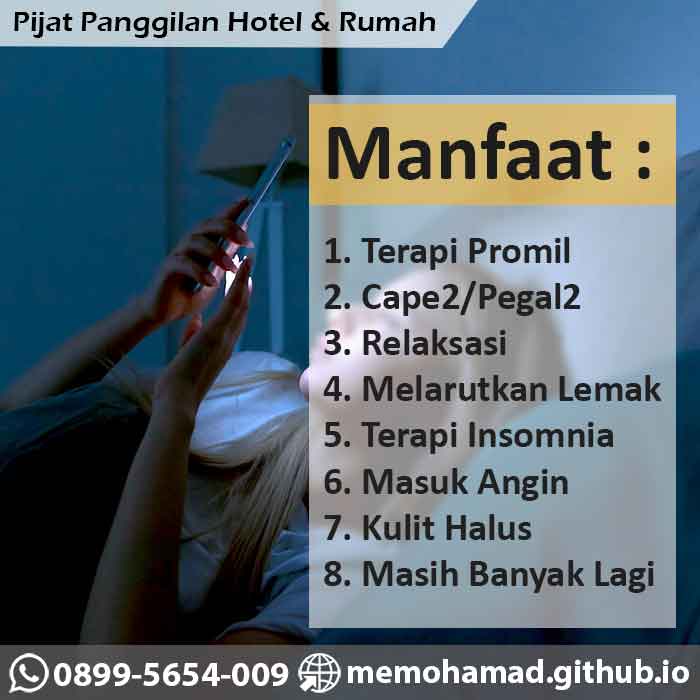 Pijat Panggilan Hotel & Rumah
Manfaat :
1. Terapi Promil
2. Cape2/Pegal2
3. Relaksasi
4. Melarutkan Lemak
5. Terapi Insomnia
6. Masuk Angin
7. Kulit Halus
8. Masih Banyak Lagi
0899-5654-009 memohamad.github.io